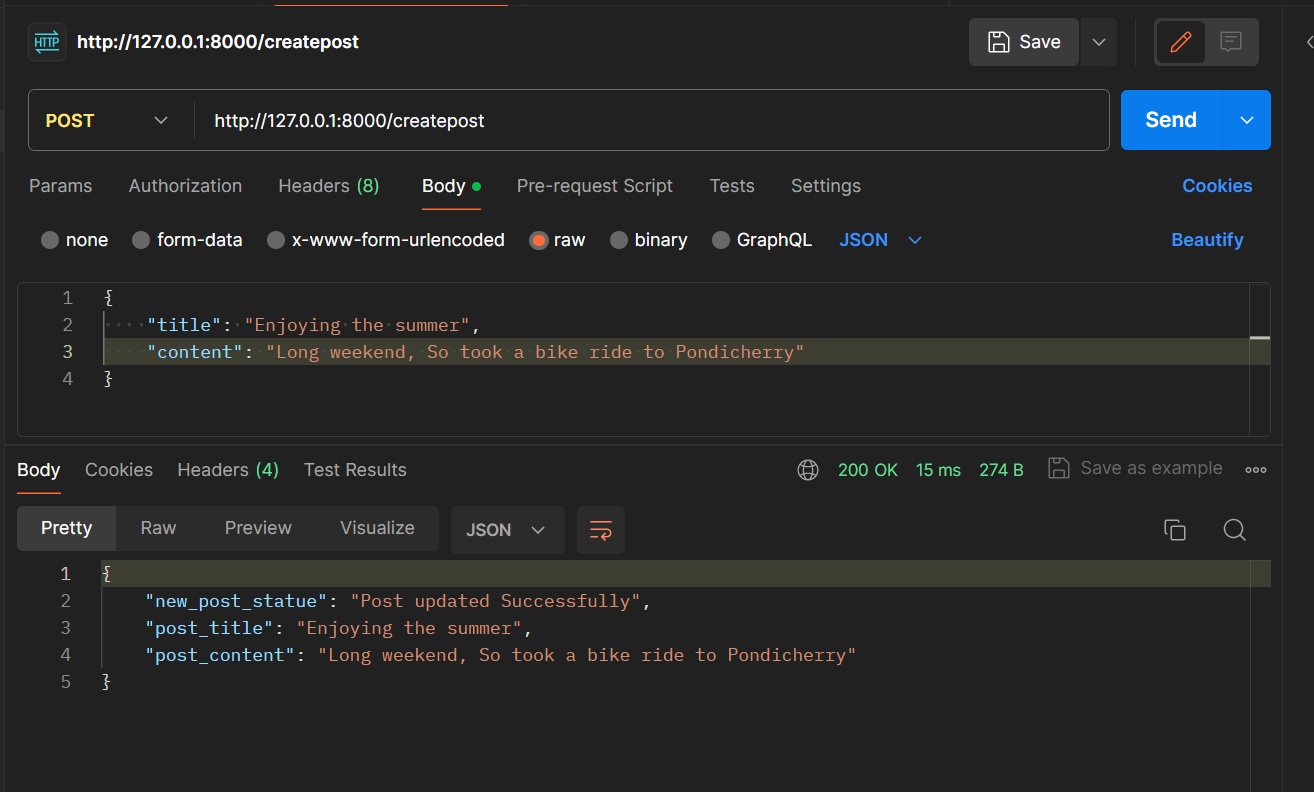 HTTP http://127.0.0.1:8000/createpost Save
POST http://127.0.0.1:8000/createpost Send
Params Authorization Headers (8) Body Pre-request Script Tests Settings Cookies
none form-data x-www-form-urlencoded raw binary GraphQL JSON Beautify
1 {
2 "title": "Enjoying the summer",
3 "content": "Long weekend, So took a bike ride to Pondicherry"
4 }
Body Cookies Headers (4) Test Results 200 OK 15 ms 274 B Save as example
Pretty Raw Preview Visualize JSON
1 {
2 "new_post_statue": "Post updated Successfully",
3 "post_title": "Enjoying the summer",
4 "post_content": "Long weekend, So took a bike ride to Pondicherry"
5 }